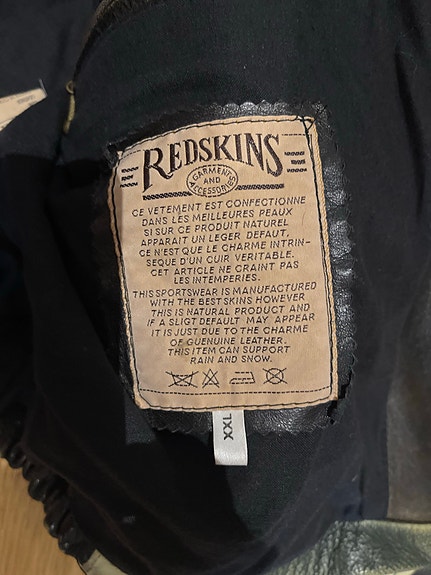 REDSKINS
GARMENT
AND
ACCESSORIES
CE VETEMENT EST CONFECTIONE
DANS LES MEILLEURES PEAUX
SI SUR CE PRODUIT NATUREL
APPARAIT UN LEGER DEFAUT,
CE N'EST QUE LE CHARME INTRIN-
SEQUE D'UN CUIR VERITABLE.
CET ARTICLE NE CRAINT PAS
LES INTEMPERIES.
THIS SPORTSWEAR IS MANUFACTURED
WITH THE BEST SKINS HOWEVER
THIS IS NATURAL PRODUCT AND
IF A SLIGT DEFAULT MAY APPEAR
IT IS JUST DUE TO THE CHARME
OF GUENUINE LEATHER.
THIS ITEM CAN SUPPORT
RAIN AND SNOW.
XXL